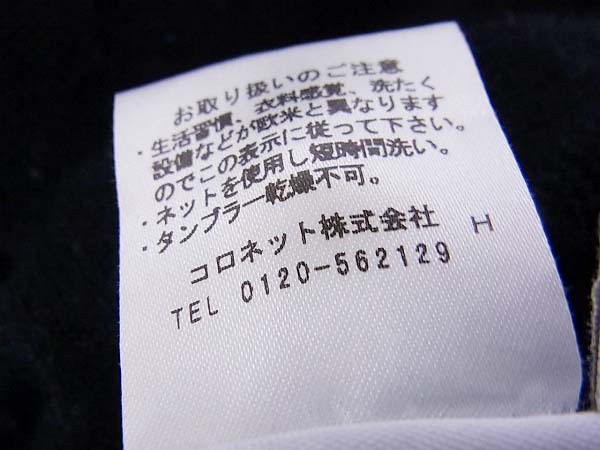 お取り扱いのご注意
・生活習慣、衣料感覚、洗たく
設備などが欧米と異なります
のでこの表示に従って下さい。
・ネットを使用し短時間洗い。
・タンブラー乾燥不可。
コロネット株式会社 H
TEL 0120-562129